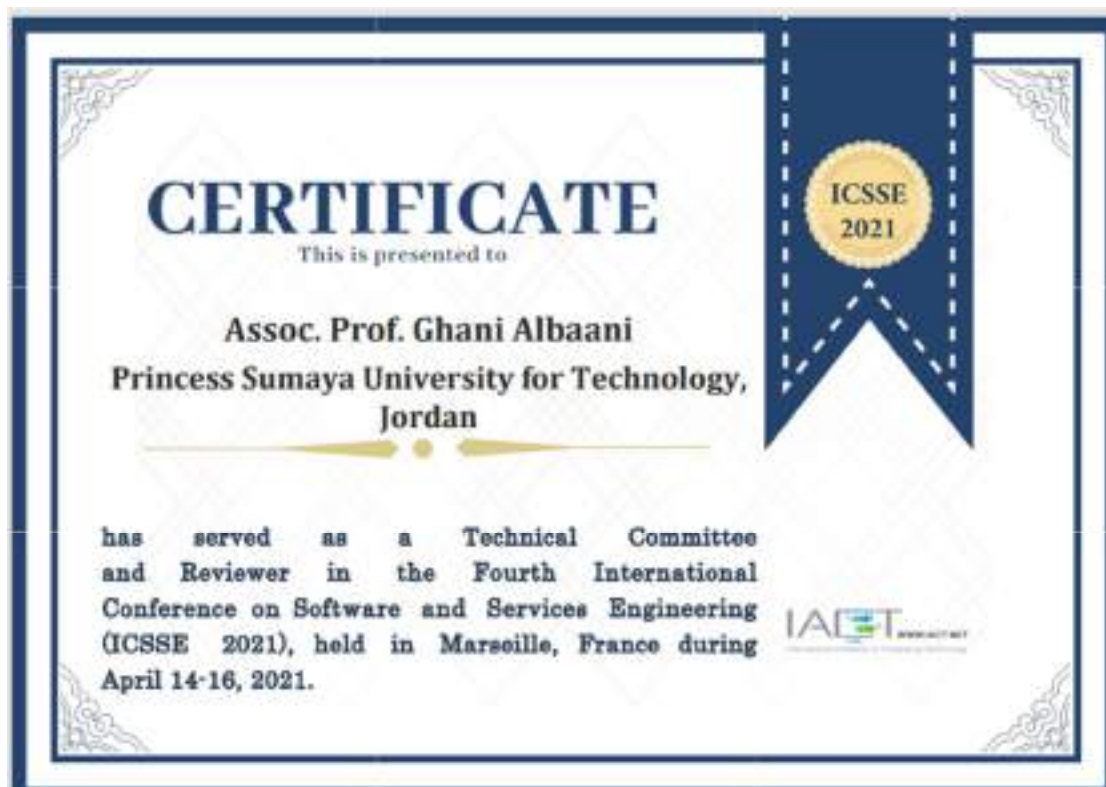 ICSSE
2021
CERTIFICATE
This is presented to
Assoc. Prof. Ghani Albaani
Princess Sumaya University for Technology,
Jordan
has served as a Technical Committee
and Reviewer in the Fourth International
Conference on Software and Services Engineering
(ICSSE 2021), held in Marseille, France during
April 14-16, 2021.